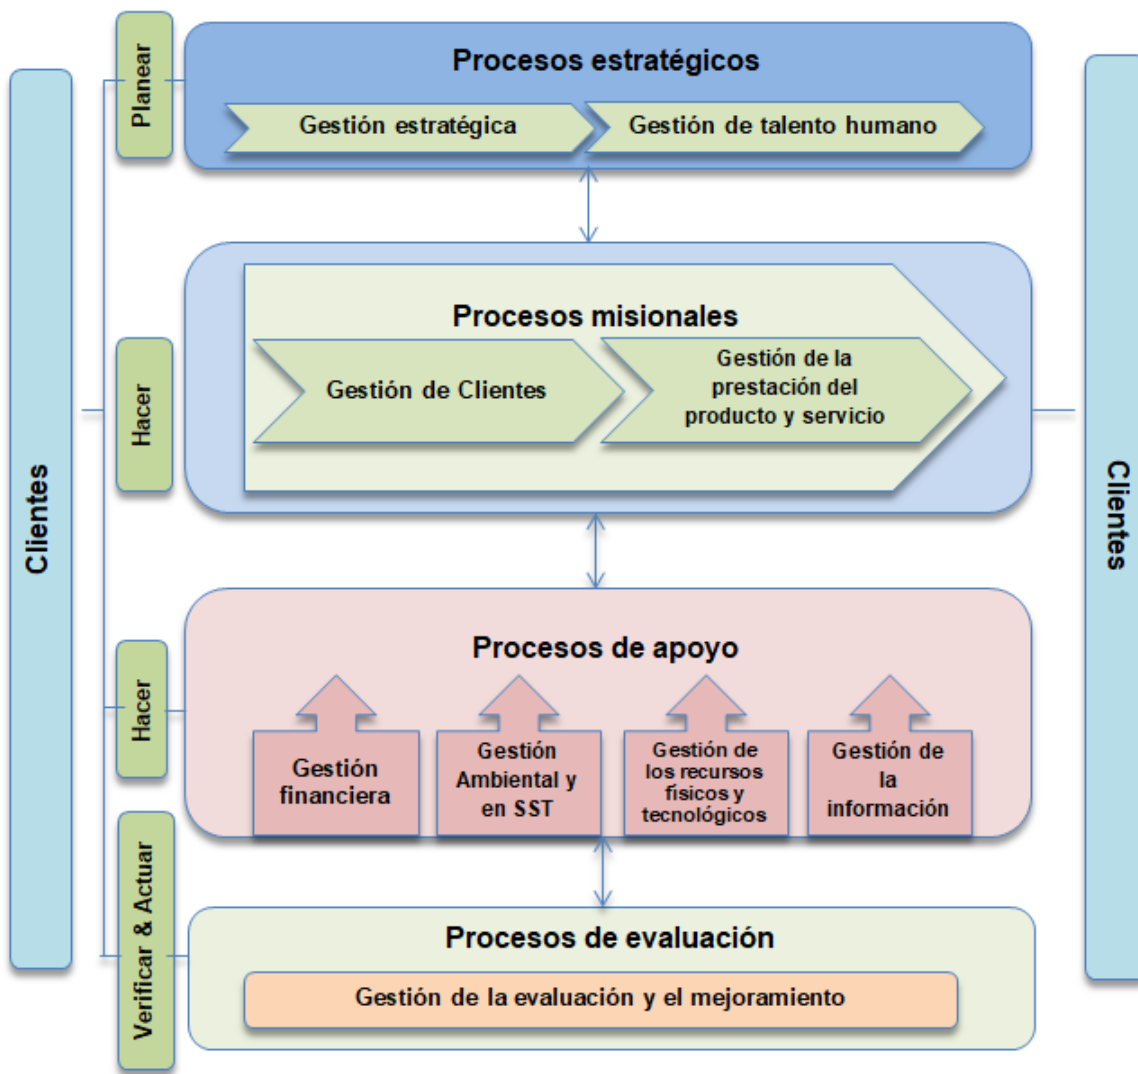 Clientes
Planear
Procesos estratégicos
Gestión estratégica
Gestión de talento humano
Hacer
Procesos misionales
Gestión de Clientes
Gestión de la
prestación del
producto y servicio
Clientes
Hacer
Procesos de apoyo
Gestión
financiera
Gestión
Ambiental y
en SST
Gestión de
los recursos
físicos y
tecnológicos
Gestión de
la
información
Verificar & Actuar
Procesos de evaluación
Gestión de la evaluación y el mejoramiento